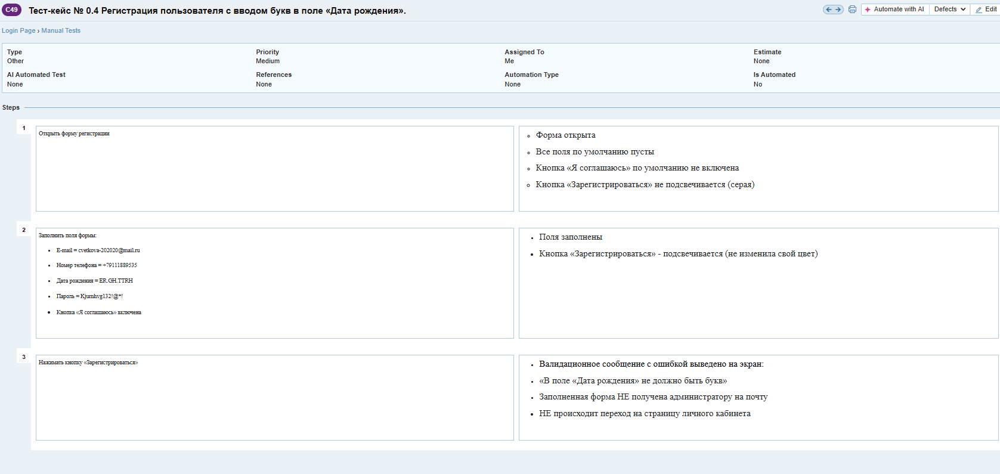 C49 Тест-кейс № 0.4 Регистрация пользователя с вводом букв в поле «Дата рождения». Automate with AI Defects Edit
Login Page › Manual Tests
Type Priority Assigned To Estimate
Other Medium Me None
AI Automated Test References Automation Type Is Automated
None None None No
Steps
1
Открыть форму регистрации
Форма открыта
Все поля по умолчанию пусты
Кнопка «Я соглашаюсь» по умолчанию не включена
Кнопка «Зарегистрироваться» не подсвечивается (серая)
2
Заполнить поля формы:
E-mail = cvetkova-202020@mail.ru
Номер телефона = +79111889535
Дата рождения = ER.GH.TTRH
Пароль = Kjumhvg132!@*!
Кнопка «Я соглашаюсь» включена
Поля заполнены
Кнопка «Зарегистрироваться» - подсвечивается (не изменила свой цвет)
3
Нажимать кнопку «Зарегистрироваться»
Валидационное сообщение с ошибкой выведено на экран:
«В поле «Дата рождения» не должно быть букв»
Заполненная форма НЕ получена администратору на почту
НЕ происходит переход на страницу личного кабинета